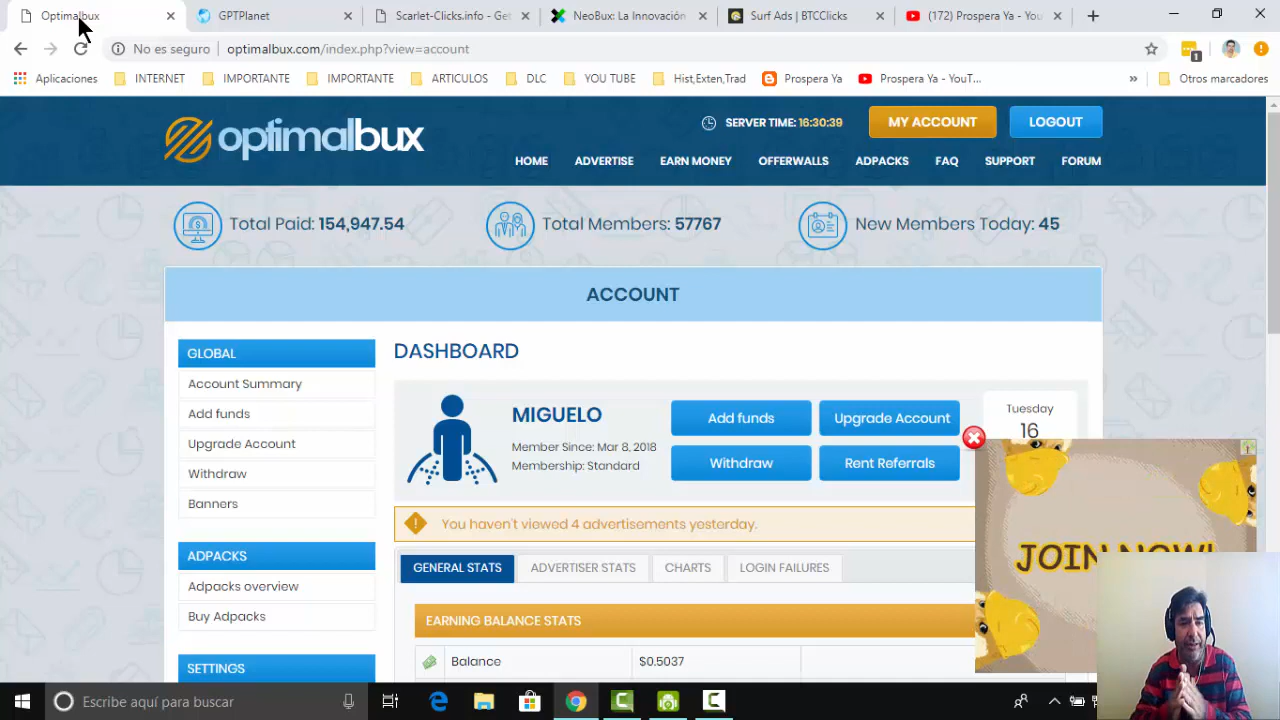 Optimalbux
GPTPlanet
Scarlet-Clicks.info - Ge
NeoBux: La Innovación
Surf Ads | BTCClicks
(172) Prospera Ya - You
No es seguro
optimalbux.com/index.php?view=account
1
Aplicaciones
INTERNET
IMPORTANTE
IMPORTANTE
ARTICULOS
DLC
YOU TUBE
Hist,Exten,Trad
Prospera Ya
Prospera Ya - YouT...
»
Otros marcadores
optimalbux
SERVER TIME: 16:30:39
MY ACCOUNT
LOGOUT
HOME
ADVERTISE
EARN MONEY
OFFERWALLS
ADPACKS
FAQ
SUPPORT
FORUM
Total Paid: 154,947.54
Total Members: 57767
New Members Today: 45
ACCOUNT
GLOBAL
Account Summary
Add funds
Upgrade Account
Withdraw
Banners
ADPACKS
Adpacks overview
Buy Adpacks
SETTINGS
DASHBOARD
MIGUELO
Member Since: Mar 8, 2018
Membership: Standard
Add funds
Upgrade Account
Withdraw
Rent Referrals
Tuesday
16
You haven't viewed 4 advertisements yesterday.
GENERAL STATS
ADVERTISER STATS
CHARTS
LOGIN FAILURES
EARNING BALANCE STATS
Balance
$0.5037
JOIN NOW!
Escribe aquí para buscar